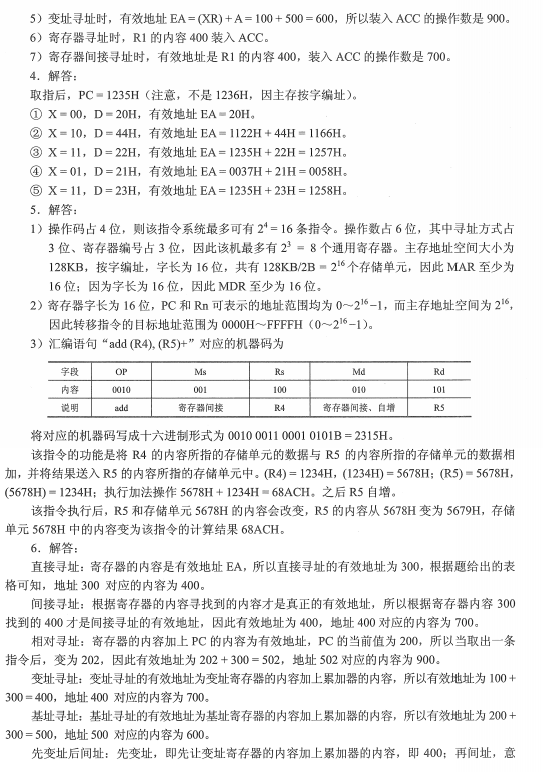 5）变址寻址时，有效地址 EA = (XR) + A = 100 + 500 = 600，所以装入 ACC 的操作数是 900。
6）寄存器寻址时，R1 的内容 400 装入 ACC。
7）寄存器间接寻址时，有效地址是 R1 的内容 400，装入 ACC 的操作数是 700。
4．解答：
取指后，PC = 1235H（注意，不是 1236H，因主存按字编址）。
① X = 00，D = 20H，有效地址 EA = 20H。
② X = 10，D = 44H，有效地址 EA = 1122H + 44H = 1166H。
③ X = 11，D = 22H，有效地址 EA = 1235H + 22H = 1257H。
④ X = 01，D = 21H，有效地址 EA = 0037H + 21H = 0058H。
⑤ X = 11，D = 23H，有效地址 EA = 1235H + 23H = 1258H。
5．解答：
1）操作码占 4 位，则该指令系统最多可有 2⁴ = 16 条指令。操作数占 6 位，其中寻址方式占
3 位、寄存器编号占 3 位，因此该机最多有 2³ = 8 个通用寄存器。主存地址空间大小为
128KB，按字编址，字长为 16 位，共有 128KB/2B = 2¹⁶ 个存储单元，因此 MAR 至少为
16 位；因为字长为 16 位，因此 MDR 至少为 16 位。
2）寄存器字长为 16 位，PC 和 Rn 可表示的地址范围均为 0～2¹⁶−1，而主存地址空间为 2¹⁶，
因此转移指令的目标地址范围为 0000H～FFFFH（0～2¹⁶−1）。
3）汇编语句“add (R4), (R5)+”对应的机器码为
字段 OP Ms Rs Md Rd
内容 0010 001 100 010 101
说明 add 寄存器间接 R4 寄存器间接、自增 R5
将对应的机器码写成十六进制形式为 0010 0011 0001 0101B = 2315H。
该指令的功能是将 R4 的内容所指的存储单元的数据与 R5 的内容所指的存储单元的数据相
加，并将结果送入 R5 的内容所指的存储单元中。(R4) = 1234H，(1234H) = 5678H；(R5) = 5678H，
(5678H) = 1234H；执行加法操作 5678H + 1234H = 68ACH。之后 R5 自增。
该指令执行后，R5 和存储单元 5678H 的内容会改变，R5 的内容从 5678H 变为 5679H，存储
单元 5678H 中的内容变为该指令的计算结果 68ACH。
6．解答：
直接寻址：寄存器的内容是有效地址 EA，所以直接寻址的有效地址为 300，根据题给出的表
格可知，地址 300 对应的内容为 400。
间接寻址：根据寄存器的内容寻找到的内容才是真正的有效地址，所以根据寄存器内容 300
找到的 400 才是间接寻址的有效地址，因此有效地址为 400，地址 400 对应的内容为 700。
相对寻址：寄存器的内容加上 PC 的内容为有效地址，PC 的当前值为 200，所以当取出一条
指令后，变为 202，因此有效地址为 202 + 300 = 502，地址 502 对应的内容为 900。
变址寻址：变址寻址的有效地址为变址寄存器的内容加上累加器的内容，所以有效地址为 100 +
300 = 400，地址 400 对应的内容为 700。
基址寻址：基址寻址的有效地址为基址寄存器的内容加上累加器的内容，所以有效地址为 200 +
300 = 500，地址 500 对应的内容为 600。
先变址后间址：先变址，即先让变址寄存器的内容加上累加器的内容，即 400；再间址，意